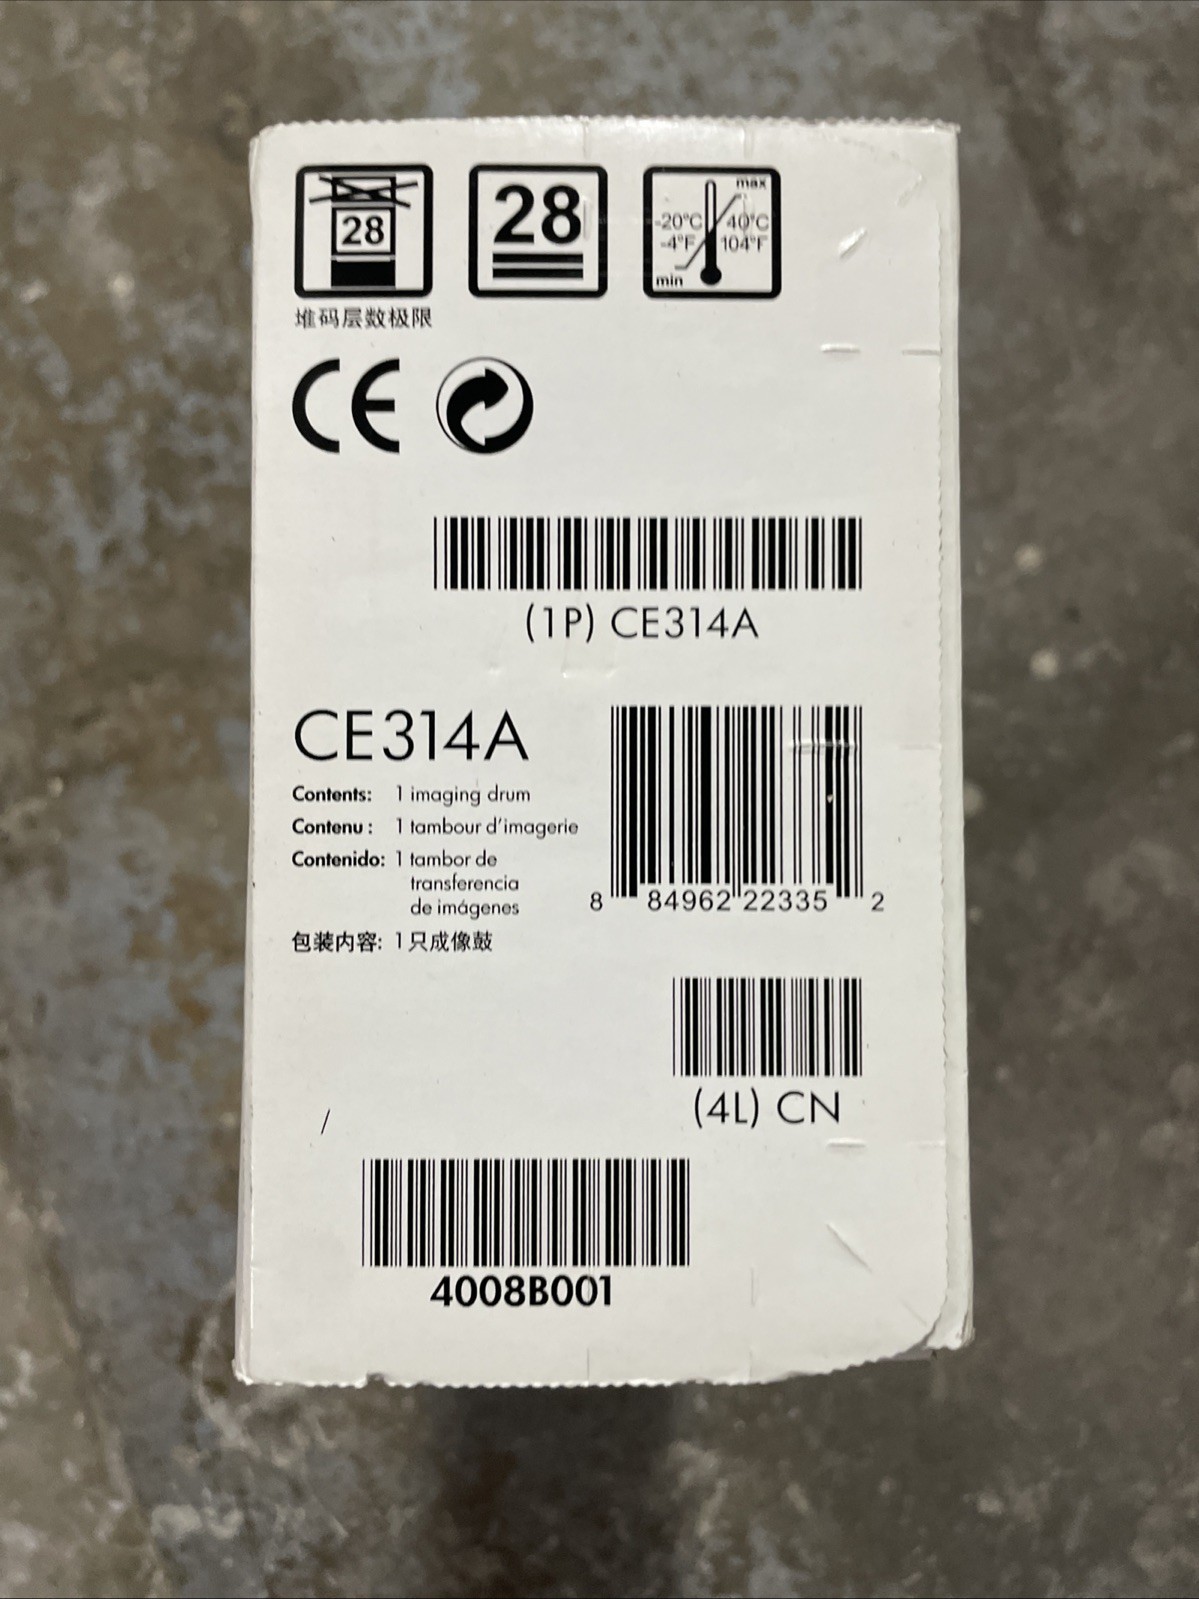 28
28
max
-20°C 40°C
-4°F 104°F
min
堆码层数极限
CE
(1P) CE314A
CE314A
Contents: 1 imaging drum
Contenu : 1 tambour d'imagerie
Contenido: 1 tambor de
transferencia
de imágenes
包装内容: 1只成像鼓
8 84962 22335 2
(4L) CN
4008B001